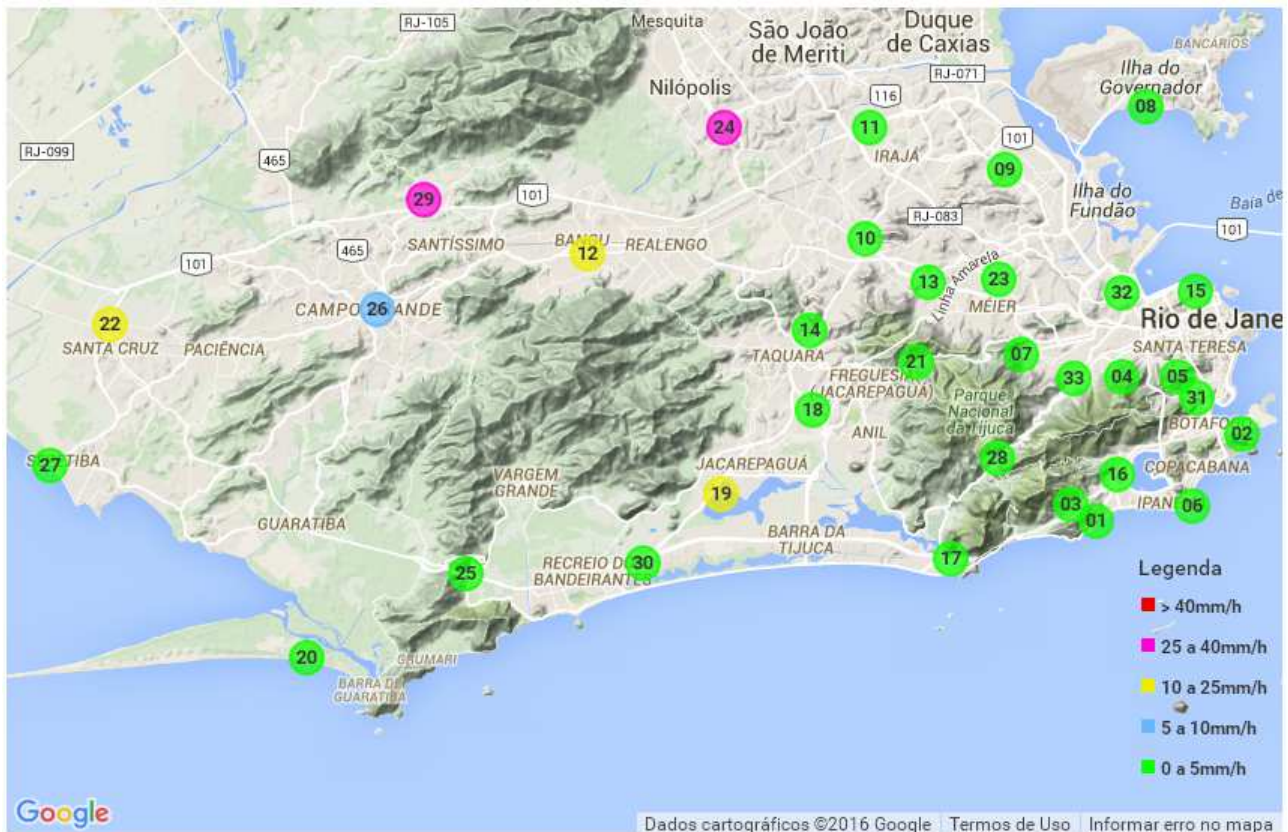 RJ-105
Mesquita
São João
de Meriti
Duque
de Caxias
BANCÁRIOS
RJ-071
Ilha do
Governador
Nilópolis
116
08
24
11
101
RJ-099
465
IRAJÁ
09
Ilha do
Fundão
29
101
RJ-083
Baía de
101
10
465
SANTÍSSIMO
BANGU
REALENGO
12
101
Linha Amarela
13
23
32
15
MÉIER
26
CAMPO GRANDE
22
Rio de Jane
14
SANTA CRUZ
PACIÊNCIA
TAQUARA
SANTA TERESA
21
07
FREGUESIA
(JACAREPAGUÁ)
33
04
05
31
Parque
Nacional
da Tijuca
18
BOTAFO
ANIL
02
27
28
JACAREPAGUÁ
COPACABANA
VARGEM
GRANDE
16
19
03
IPAN
06
GUARATIBA
01
BARRA DA
TIJUCA
17
RECREIO DOS
BANDEIRANTES
30
25
Legenda
> 40mm/h
25 a 40mm/h
20
GRUMARI
BARRA DE
GUARATIBA
10 a 25mm/h
5 a 10mm/h
0 a 5mm/h
Google
Dados cartográficos ©2016 Google
Termos de Uso
Informar erro no mapa